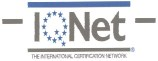 IQNet
THE INTERNATIONAL CERTIFICATION NETWORK